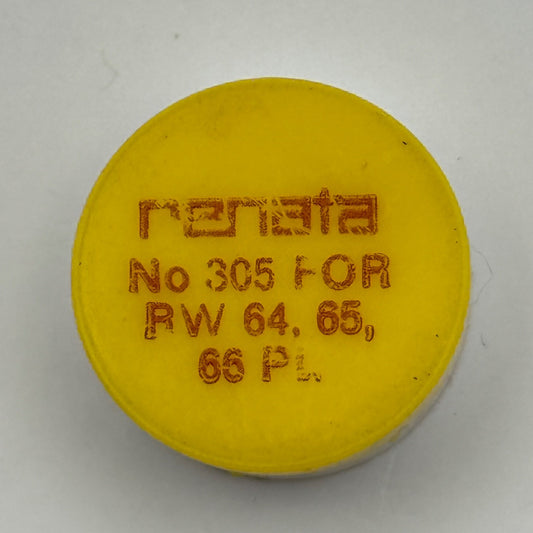 renata
No 305 FOR
RW 64, 65,
66 PL